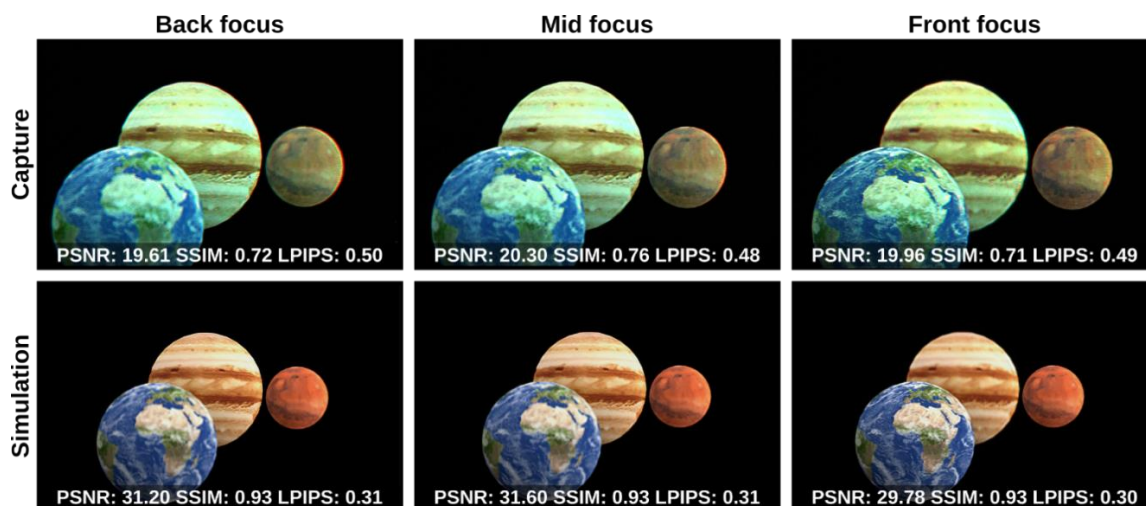 Back focus
Mid focus
Front focus
Capture
PSNR: 19.61 SSIM: 0.72 LPIPS: 0.50
PSNR: 20.30 SSIM: 0.76 LPIPS: 0.48
PSNR: 19.96 SSIM: 0.71 LPIPS: 0.49
Simulation
PSNR: 31.20 SSIM: 0.93 LPIPS: 0.31
PSNR: 31.60 SSIM: 0.93 LPIPS: 0.31
PSNR: 29.78 SSIM: 0.93 LPIPS: 0.30